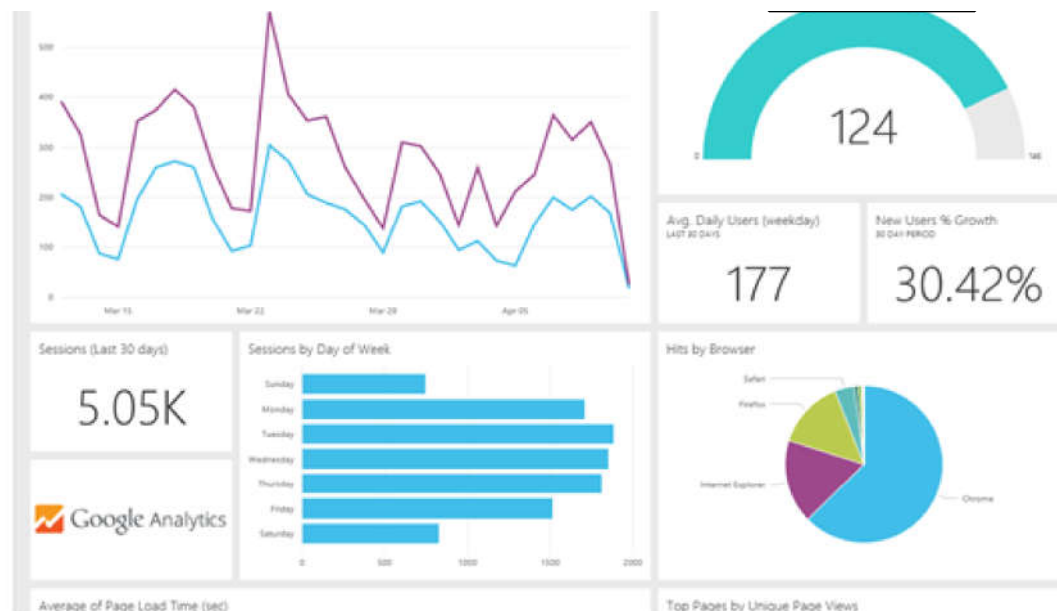 500
400
300
200
100
0
Mar 15
Mar 22
Mar 29
Apr 05
124
0
146
Avg. Daily Users (weekday)
LAST 30 DAYS
177
New Users % Growth
30 DAY PERIOD
30.42%
Sessions (Last 30 days)
5.05K
Google Analytics
Sessions by Day of Week
Sunday
Monday
Tuesday
Wednesday
Thursday
Friday
Saturday
0
500
1000
1500
2000
Hits by Browser
Safari
Firefox
Internet Explorer
Chrome
Average of Page Load Time (sec)
Top Pages by Unique Page Views